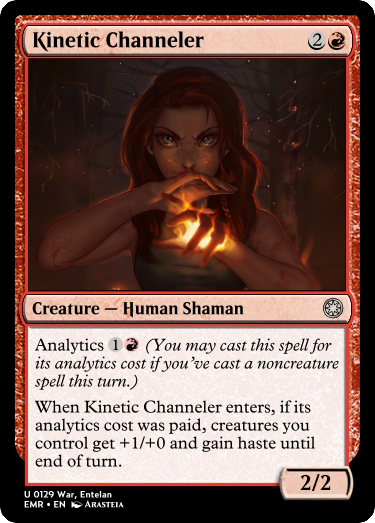 Kinetic Channeler 2
Creature — Human Shaman
Analytics 1 (You may cast this spell for
its analytics cost if you've cast a noncreature
spell this turn.)
When Kinetic Channeler enters, if its
analytics cost was paid, creatures you
control get +1/+0 and gain haste until
end of turn.
2/2
U 0129 War, Entelan
EMR • EN Arasteia